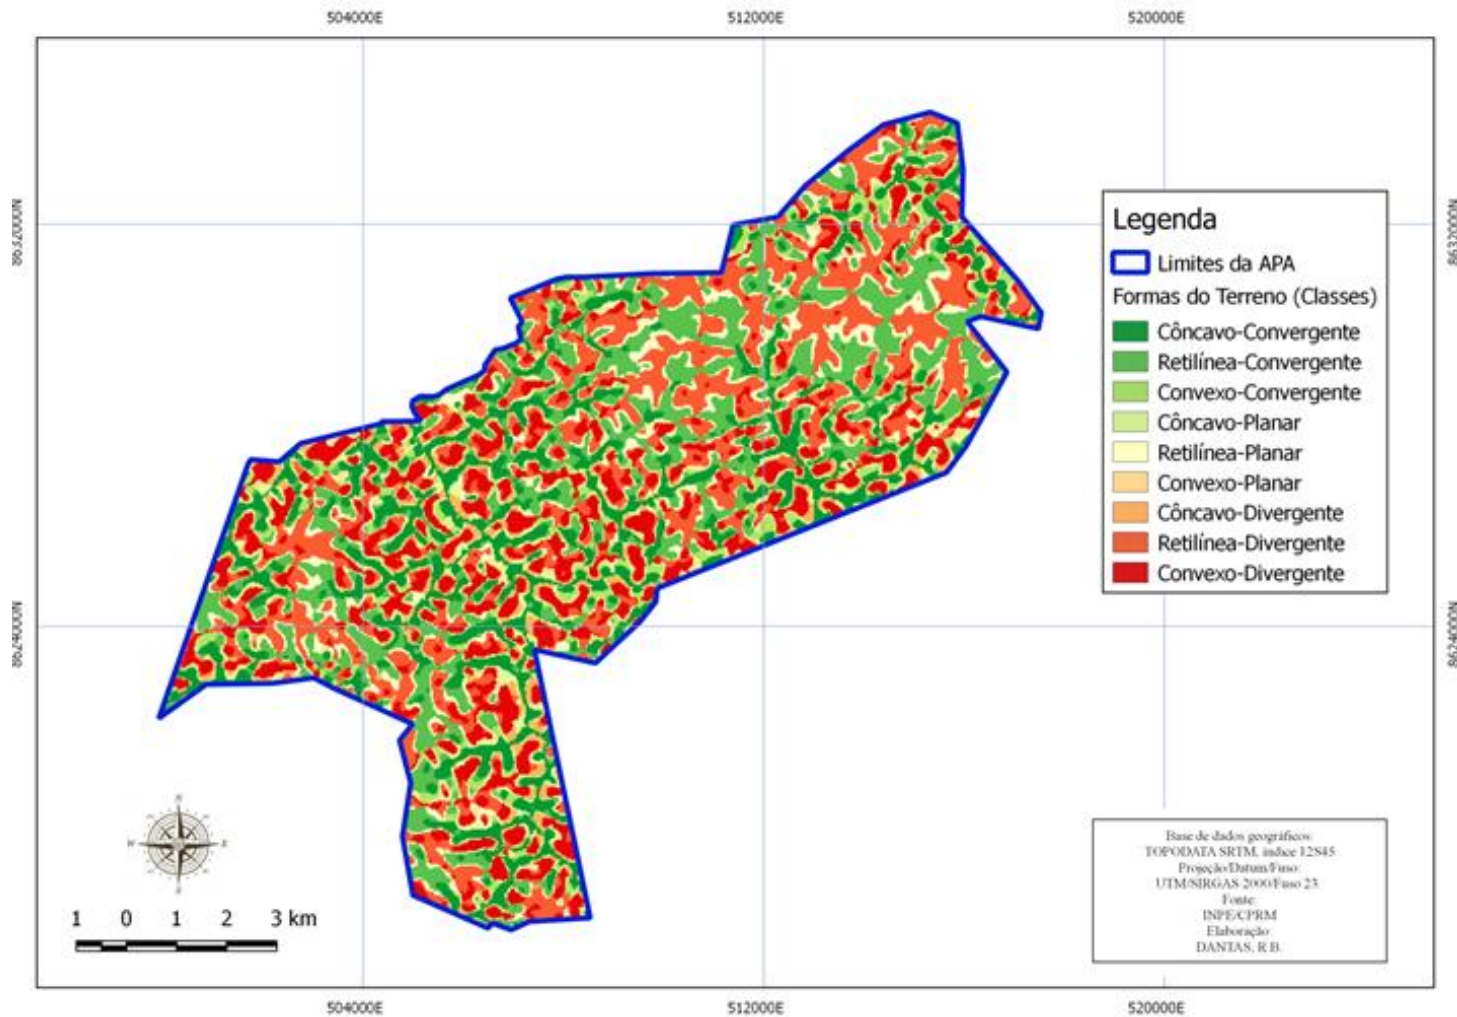 504000E
512000E
520000E
8632000N
8632000N
Legenda
Limites da APA
Formas do Terreno (Classes)
Côncavo-Convergente
Retilínea-Convergente
Convexo-Convergente
Côncavo-Planar
Retilínea-Planar
Convexo-Planar
Côncavo-Divergente
Retilínea-Divergente
Convexo-Divergente
8624000N
8624000N
N
W
E
S
1 0 1 2 3 km
Base de dados geográficos:
TOPODATA SRTM, índice 12S45
Projeção/Datum/Fuso:
UTM/SIRGAS 2000/Fuso 23
Fonte:
INPE/CPRM
Elaboração:
DANTAS, R.B.
504000E
512000E
520000E